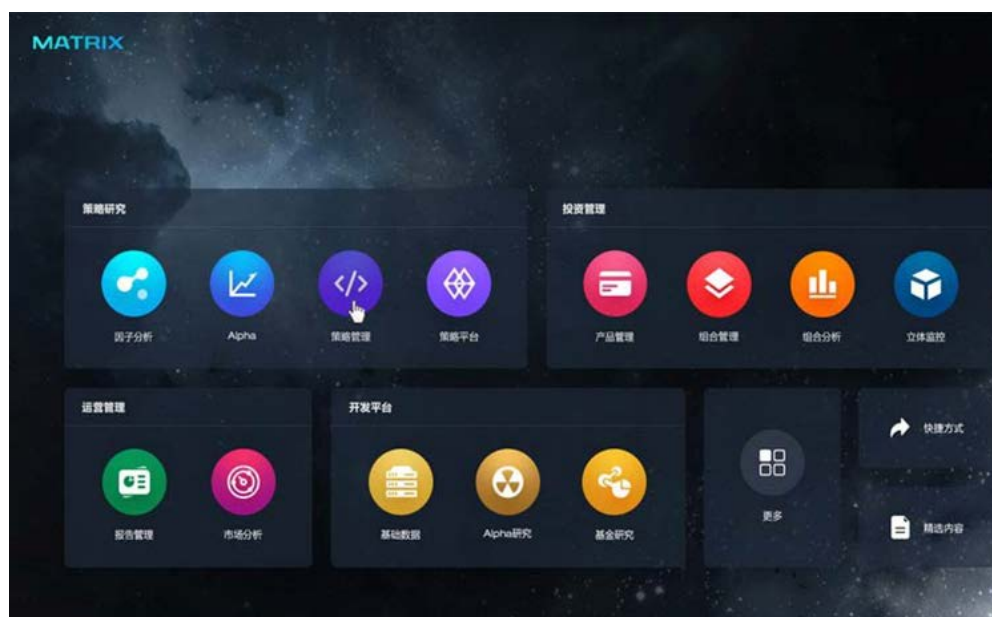 MATRIX
策略研究
投资管理
因子分析
Alpha
策略管理
策略平台
产品管理
组合管理
组合分析
立体监控
运营管理
开发平台
快捷方式
报告管理
市场分析
基础数据
Alpha研究
基金研究
更多
精选内容